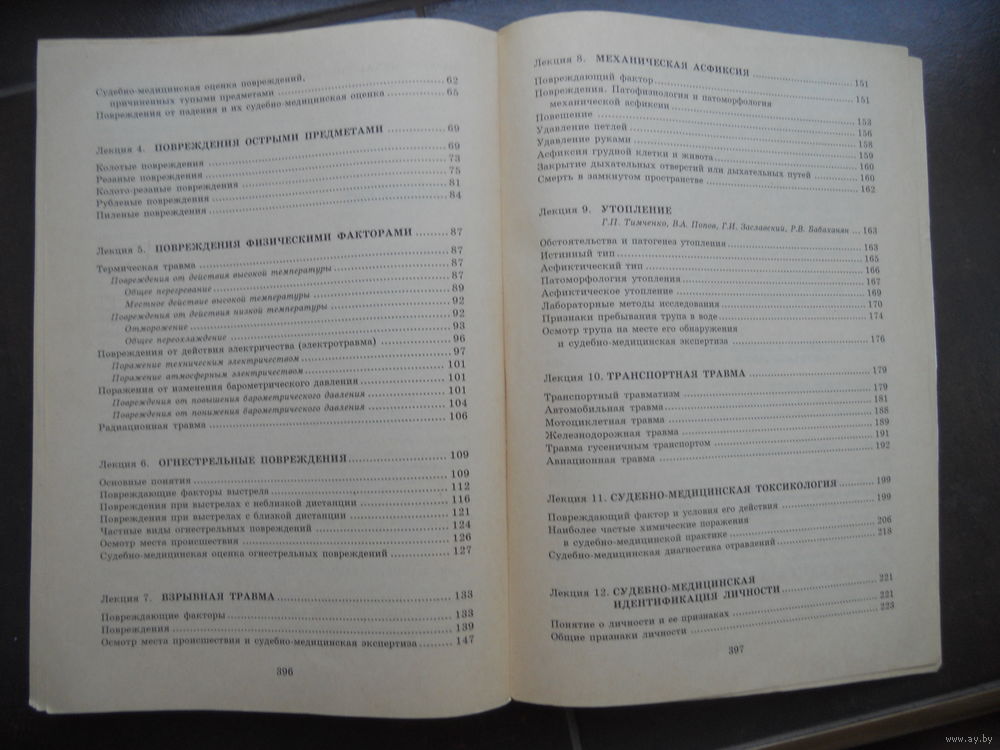 Судебно-медицинская оценка повреждений,
причиненных тупыми предметами ........ 62
Повреждения от падения и их судебно-медицинская оценка ........ 65
Лекция 4. ПОВРЕЖДЕНИЯ ОСТРЫМИ ПРЕДМЕТАМИ ........ 69
Колотые повреждения ........ 69
Резаные повреждения ........ 73
Колото-резаные повреждения ........ 75
Рубленые повреждения ........ 81
Пиленые повреждения ........ 84
Лекция 5. ПОВРЕЖДЕНИЯ ФИЗИЧЕСКИМИ ФАКТОРАМИ ........ 87
Термическая травма ........ 87
Повреждения от действия высокой температуры ........ 87
Общее перегревание ........ 87
Местное действие высокой температуры ........ 89
Повреждения от действия низкой температуры ........ 92
Отморожение ........ 92
Общее переохлаждение ........ 93
Повреждения от действия электричества (электротравма) ........ 96
Поражение техническим электричеством ........ 97
Поражение атмосферным электричеством ........ 101
Поражения от изменения барометрического давления ........ 101
Повреждения от повышения барометрического давления ........ 101
Повреждения от понижения барометрического давления ........ 104
Радиационная травма ........ 106
Лекция 6. ОГНЕСТРЕЛЬНЫЕ ПОВРЕЖДЕНИЯ ........ 109
Основные понятия ........ 109
Повреждающие факторы выстрела ........ 112
Повреждения при выстрелах с неблизкой дистанции ........ 116
Повреждения при выстрелах с близкой дистанции ........ 121
Частные виды огнестрельных повреждений ........ 124
Осмотр места происшествия ........ 126
Судебно-медицинская оценка огнестрельных повреждений ........ 127
Лекция 7. ВЗРЫВНАЯ ТРАВМА ........ 133
Повреждающие факторы ........ 133
Повреждения ........ 139
Осмотр места происшествия и судебно-медицинская экспертиза ........ 147
396
Лекция 8. МЕХАНИЧЕСКАЯ АСФИКСИЯ ........ 151
Повреждающий фактор ........ 151
Повреждения. Патофизиология и патоморфология
механической асфиксии ........ 153
Повешение ........ 156
Удавление петлей ........ 158
Удавление руками ........ 159
Асфиксия грудной клетки и живота ........ 160
Закрытие дыхательных отверстий или дыхательных путей ........ 160
Смерть в замкнутом пространстве ........ 162
Лекция 9. УТОПЛЕНИЕ
Г.П. Тимченко, В.А. Попов, Г.И. Заславский, Р.В. Бабаханян ... 163
Обстоятельства и патогенез утопления ........ 163
Истинный тип ........ 165
Асфиктический тип ........ 166
Патоморфология утопления ........ 167
Асфиктическое утопление ........ 169
Лабораторные методы исследования ........ 170
Признаки пребывания трупа в воде ........ 174
Осмотр трупа на месте его обнаружения
и судебно-медицинская экспертиза ........ 176
Лекция 10. ТРАНСПОРТНАЯ ТРАВМА ........ 179
Транспортный травматизм ........ 179
Автомобильная травма ........ 181
Мотоциклетная травма ........ 188
Железнодорожная травма ........ 189
Травма гусеничным транспортом ........ 191
Авиационная травма ........ 192
Лекция 11. СУДЕБНО-МЕДИЦИНСКАЯ ТОКСИКОЛОГИЯ ........ 199
Повреждающий фактор и условия его действия ........ 199
Наиболее частые химические поражения
в судебно-медицинской практике ........ 206
Судебно-медицинская диагностика отравлений ........ 218
Лекция 12. СУДЕБНО-МЕДИЦИНСКАЯ
ИДЕНТИФИКАЦИЯ ЛИЧНОСТИ ........ 221
Понятие о личности и ее признаках ........ 221
Общие признаки личности ........ 223
397
www.ay.by